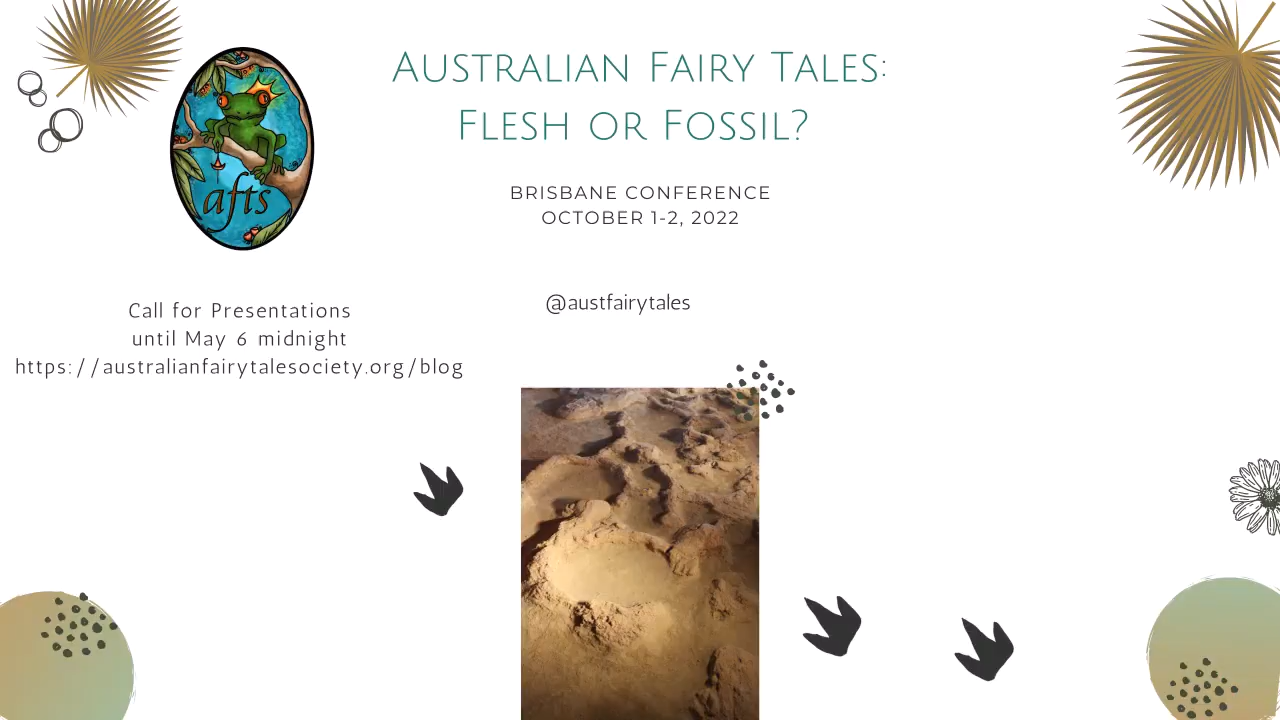 Australian Fairy Tales:
Flesh or Fossil?
BRISBANE CONFERENCE
OCTOBER 1-2, 2022
afts
@austfairytales
Call for Presentations
until May 6 midnight
https://australianfairytalesociety.org/blog